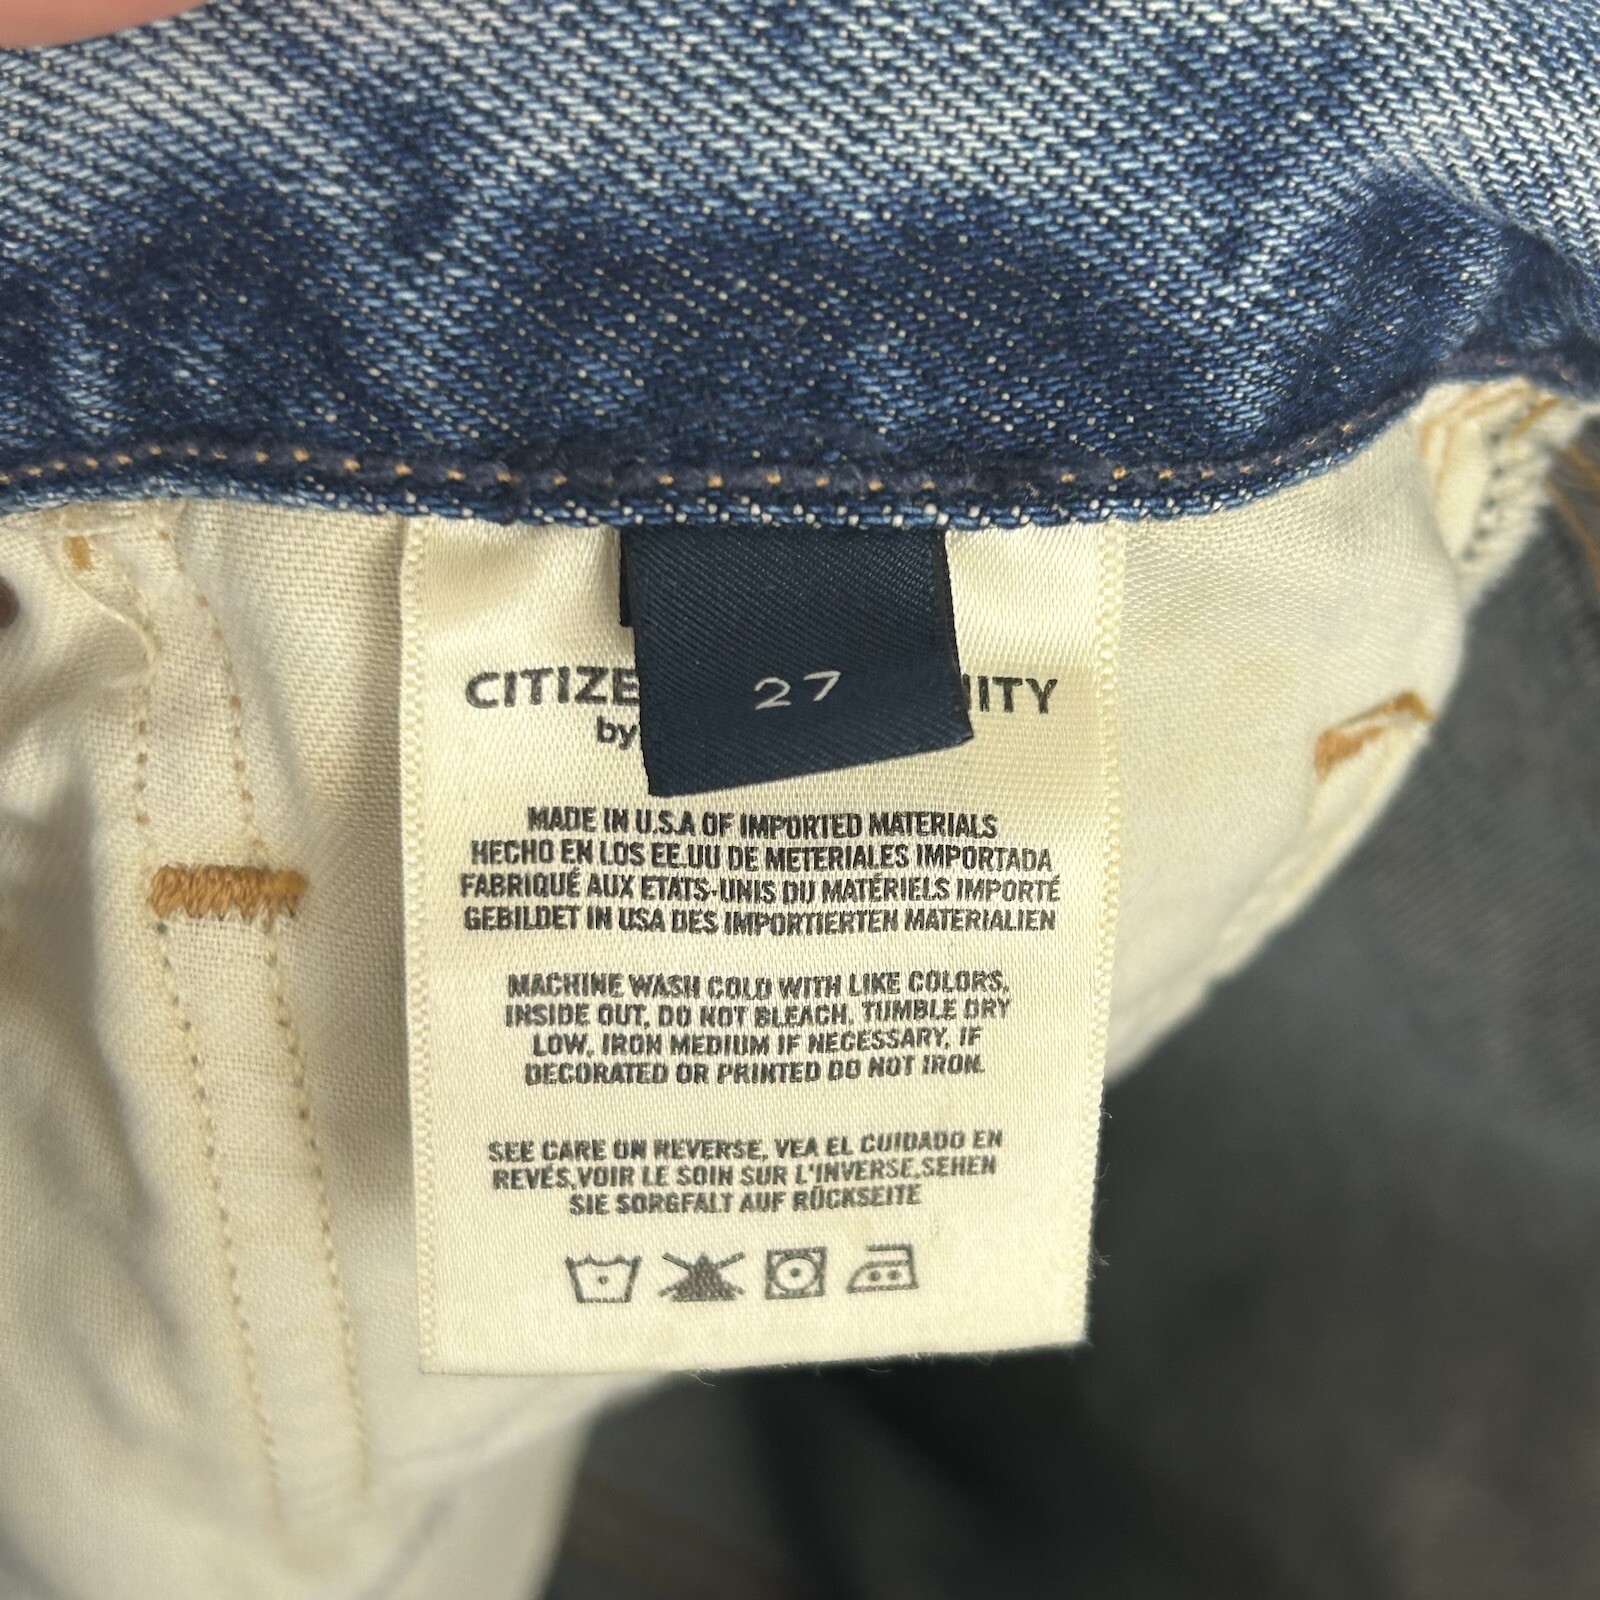 27
CITIZE NITY
by
MADE IN U.S.A OF IMPORTED MATERIALS
HECHO EN LOS EE.UU DE METERIALES IMPORTADA
FABRIQUÉ AUX ETATS-UNIS DU MATÉRIELS IMPORTÉ
GEBILDET IN USA DES IMPORTIERTEN MATERIALIEN
MACHINE WASH COLD WITH LIKE COLORS,
INSIDE OUT, DO NOT BLEACH, TUMBLE DRY
LOW, IRON MEDIUM IF NECESSARY, IF
DECORATED OR PRINTED DO NOT IRON.
SEE CARE ON REVERSE, VEA EL CUIDADO EN
REVÉS,VOIR LE SOIN SUR L'INVERSE,SEHEN
SIE SORGFALT AUF RÜCKSEITE